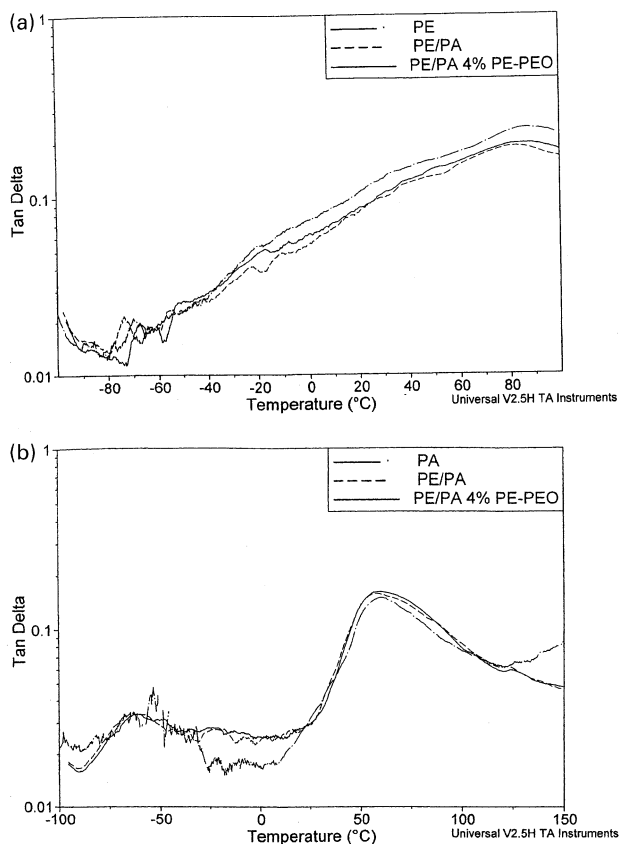 (a)
1
PE
PE/PA
PE/PA 4% PE-PEO
Tan Delta
0.1
0.01
-80 -60 -40 -20 0 20 40 60 80
Temperature (°C)
Universal V2.5H TA Instruments
(b)
1
PA
PE/PA
PE/PA 4% PE-PEO
Tan Delta
0.1
0.01
-100 -50 0 50 100 150
Temperature (°C)
Universal V2.5H TA Instruments